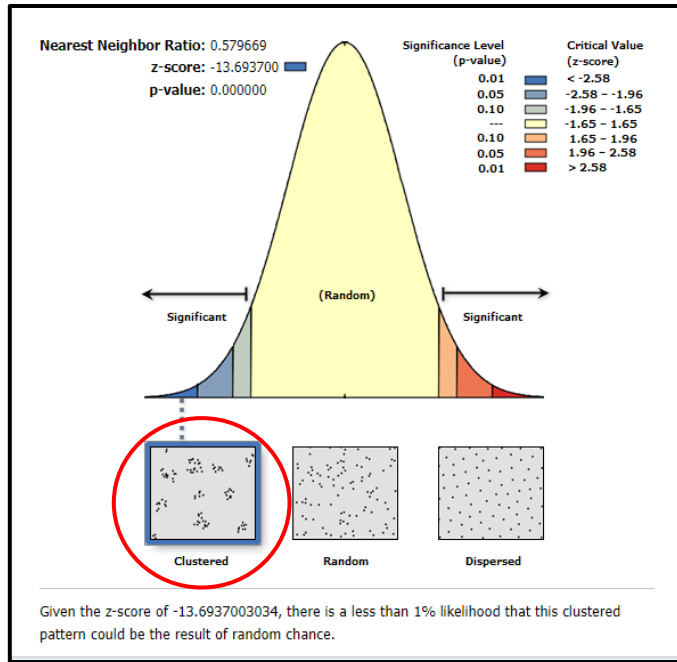 Nearest Neighbor Ratio: 0.579669
z-score: -13.693700
p-value: 0.000000
Significance Level
(p-value)
Critical Value
(z-score)
0.01 < -2.58
0.05 -2.58 – -1.96
0.10 -1.96 – -1.65
--- -1.65 – 1.65
0.10 1.65 – 1.96
0.05 1.96 – 2.58
0.01 > 2.58
(Random)
Significant
Significant
Clustered
Random
Dispersed
Given the z-score of -13.6937003034, there is a less than 1% likelihood that this clustered
pattern could be the result of random chance.